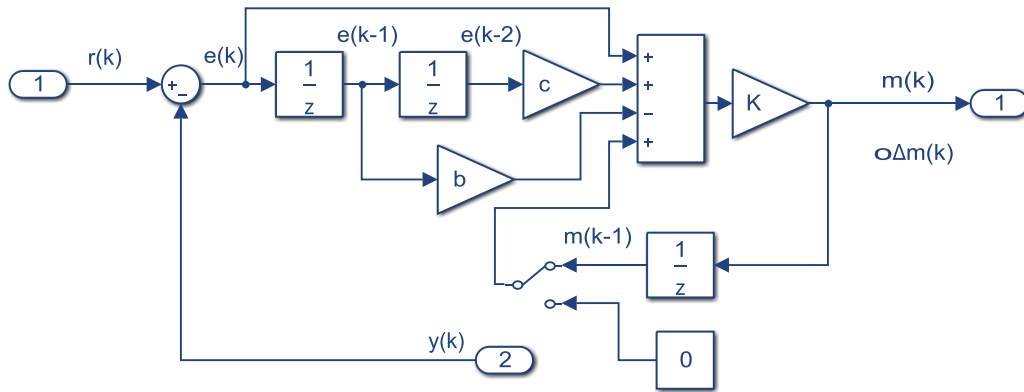 e(k-1)
e(k-2)
r(k)
e(k)
+
m(k)
1
+
−
1
z
1
z
c
+
−
+
K
1
oΔm(k)
b
m(k-1)
1
z
y(k)
2
0